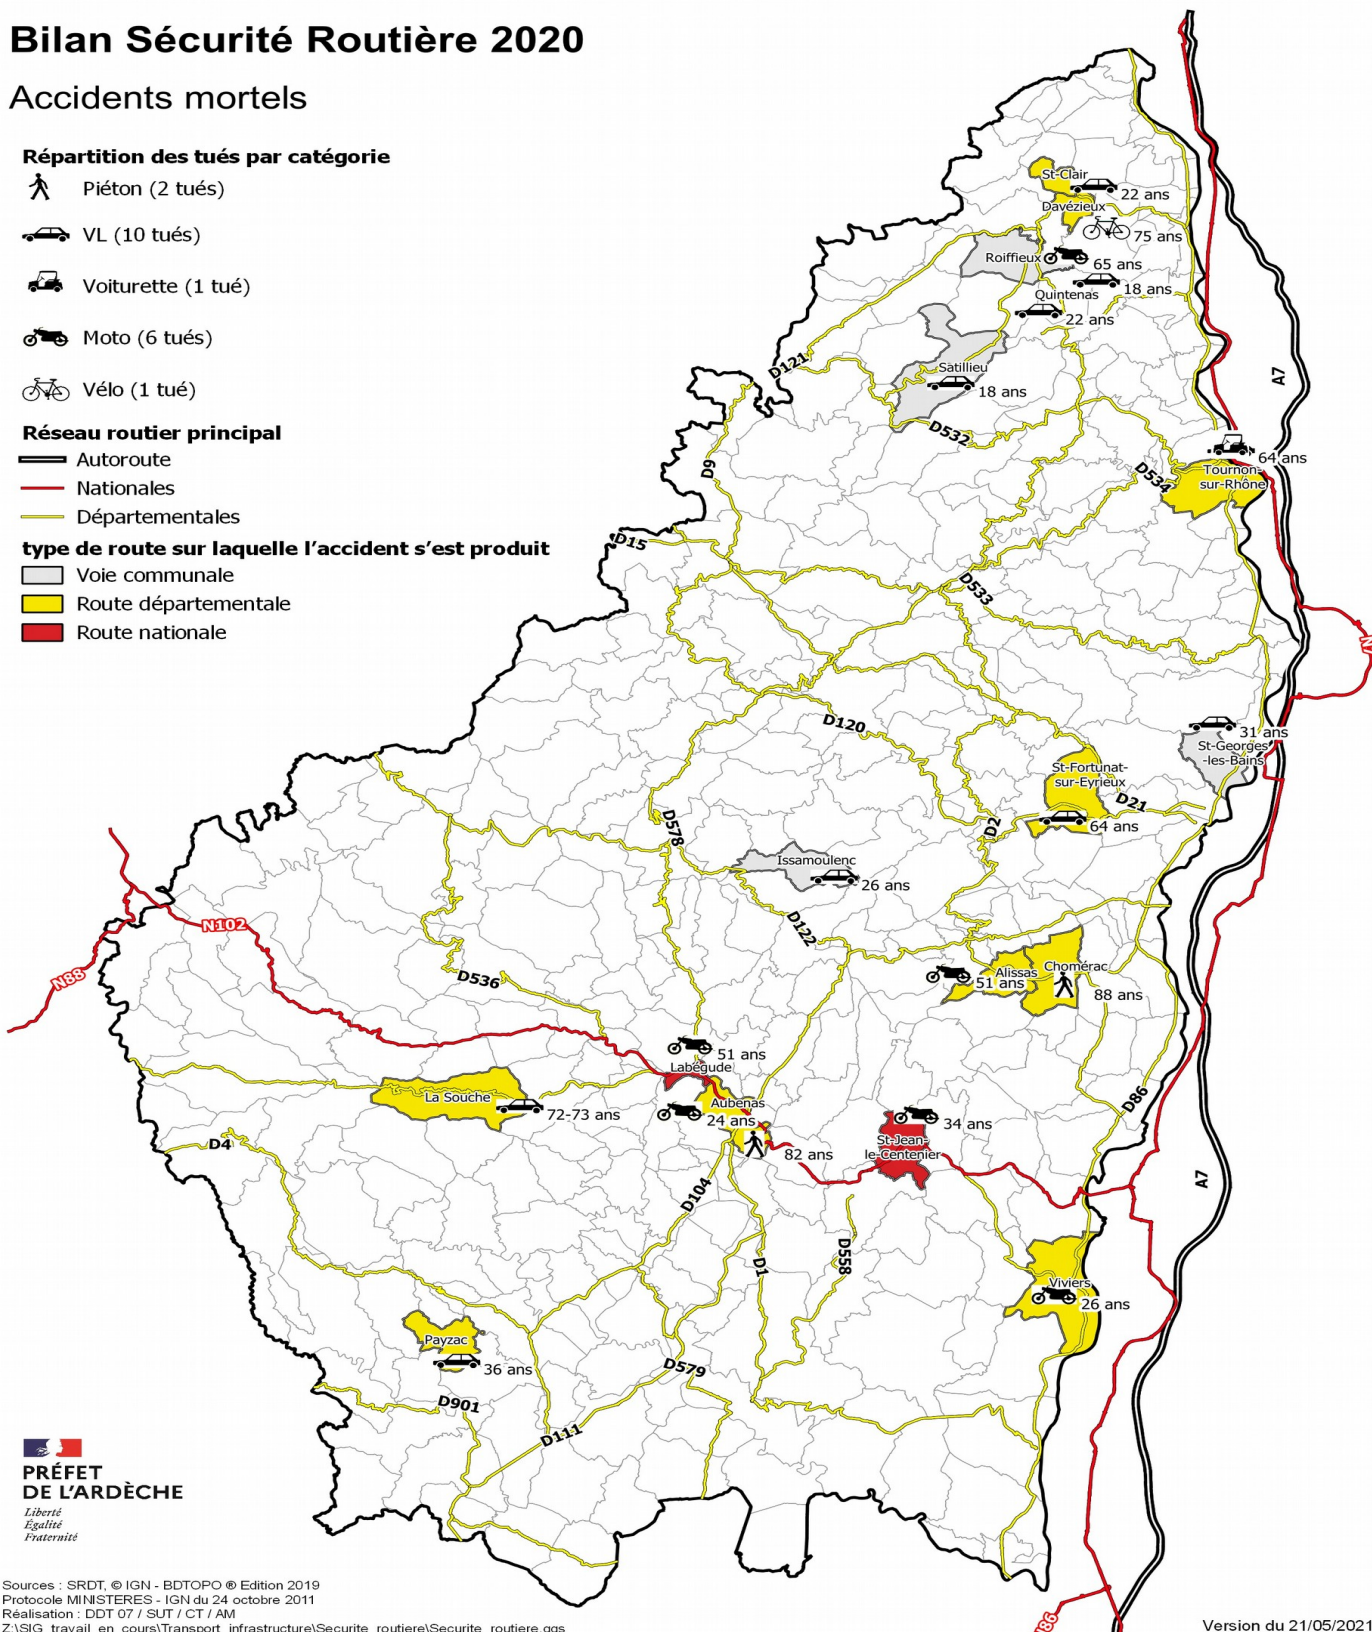 Bilan Sécurité Routière 2020
Accidents mortels
Répartition des tués par catégorie
Piéton (2 tués)
VL (10 tués)
Voiturette (1 tué)
Moto (6 tués)
Vélo (1 tué)
Réseau routier principal
Autoroute
Nationales
Départementales
type de route sur laquelle l'accident s'est produit
Voie communale
Route départementale
Route nationale
St-Clair
22 ans
Davézieux
75 ans
Roiffieux
65 ans
18 ans
Quintenas
22 ans
D121
Satillieu
18 ans
A7
D532
D9
64 ans
Tournon-
sur-Rhône
D534
D15
D533
D120
31 ans
St-Georges
-les-Bains
St-Fortunat-
sur-Eyrieux
D21
64 ans
D578
D2
Issamoulenc
26 ans
D122
N102
N88
D536
Alissas
51 ans
Chomérac
88 ans
51 ans
Labégude
La Souche
72-73 ans
Aubenas
24 ans
82 ans
34 ans
St-Jean-
le-Centenier
D86
D4
A7
D104
D1
D558
Viviers
26 ans
Payzac
36 ans
D579
D901
D111
PRÉFET
DE L'ARDÈCHE
Liberté
Égalité
Fraternité
Sources : SRDT, © IGN - BDTOPO ® Edition 2019
Protocole MINISTERES - IGN du 24 octobre 2011
Réalisation : DDT 07 / SUT / CT / AM
Z:\SIG_travail_en_cours\Transport_infrastructure\Securite_routiere\Securite_routiere.qgs
Version du 21/05/2021